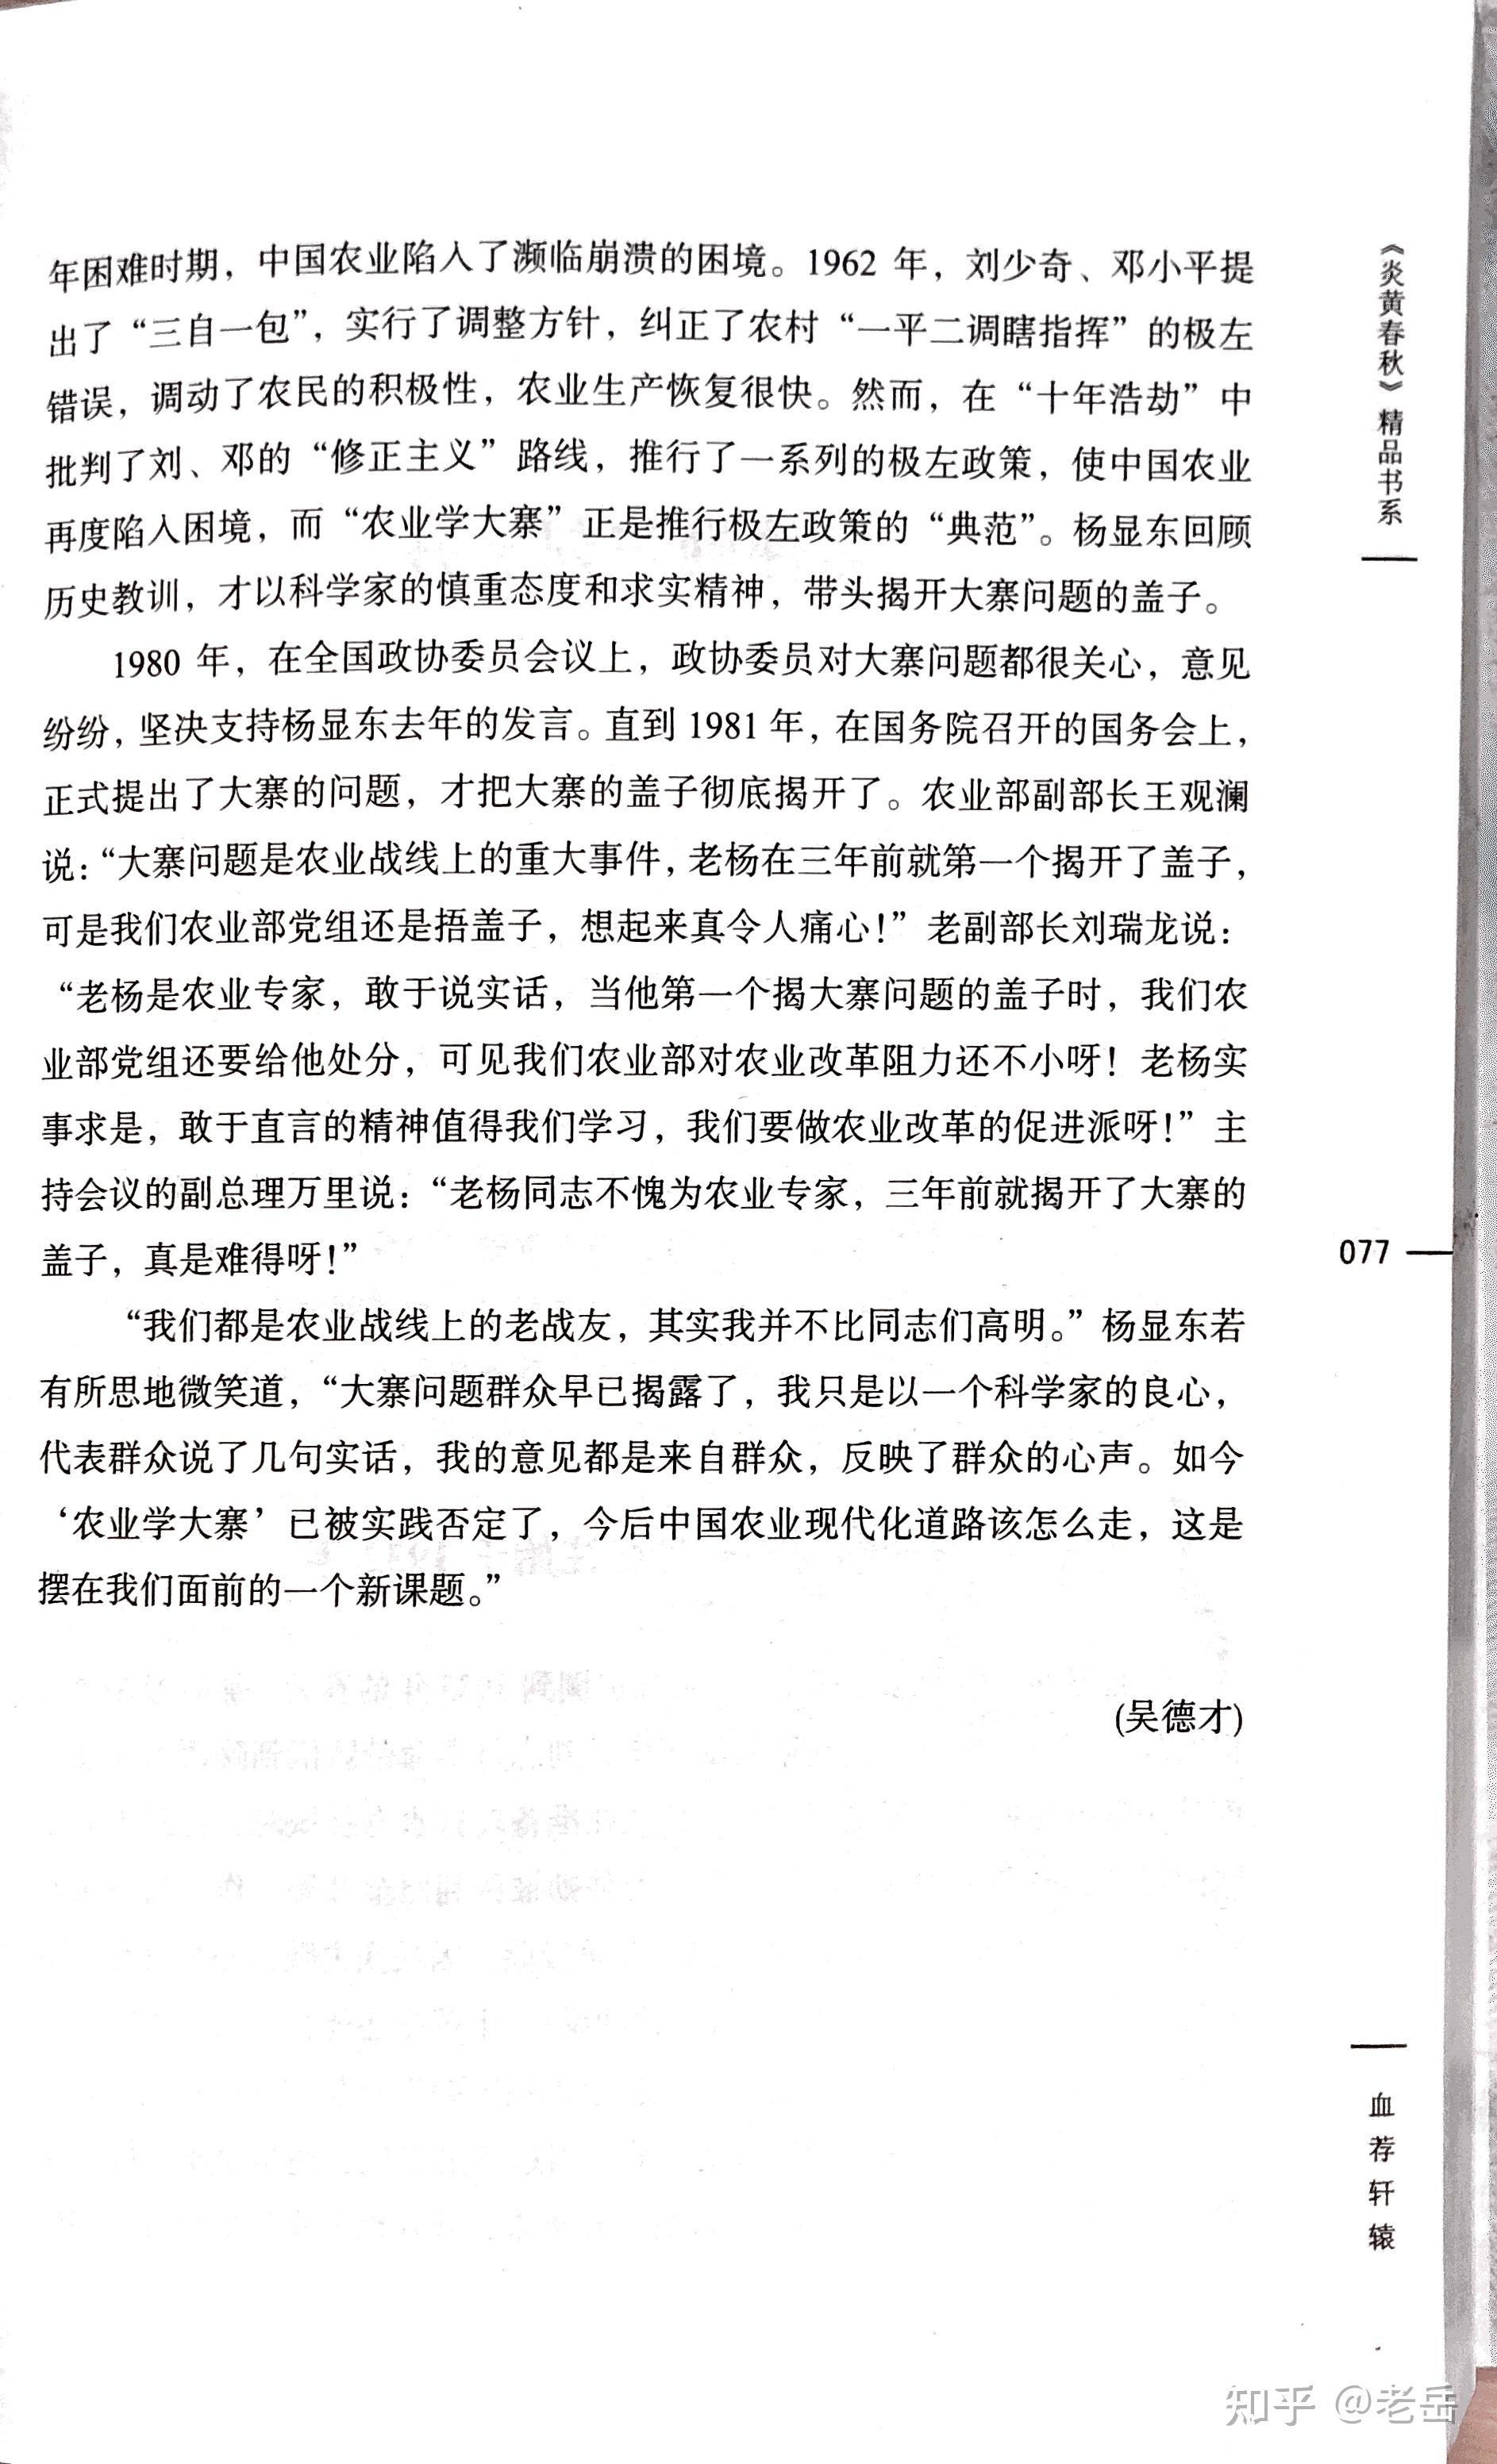 年困难时期，中国农业陷入了濒临崩溃的困境。1962 年，刘少奇、邓小平提
出了“三自一包”，实行了调整方针，纠正了农村“一平二调瞎指挥”的极左
错误，调动了农民的积极性，农业生产恢复很快。然而，在“十年浩劫”中
批判了刘、邓的“修正主义”路线，推行了一系列的极左政策，使中国农业
再度陷入困境，而“农业学大寨”正是推行极左政策的“典范”。杨显东回顾
历史教训，才以科学家的慎重态度和求实精神，带头揭开大寨问题的盖子。
1980 年，在全国政协委员会议上，政协委员对大寨问题都很关心，意见
纷纷，坚决支持杨显东去年的发言。直到 1981 年，在国务院召开的国务会上，
正式提出了大寨的问题，才把大寨的盖子彻底揭开了。农业部副部长王观澜
说：“大寨问题是农业战线上的重大事件，老杨在三年前就第一个揭开了盖子，
可是我们农业部党组还是捂盖子，想起来真令人痛心！”老副部长刘瑞龙说：
“老杨是农业专家，敢于说实话，当他第一个揭大寨问题的盖子时，我们农
业部党组还要给他处分，可见我们农业部对农业改革阻力还不小呀！老杨实
事求是，敢于直言的精神值得我们学习，我们要做农业改革的促进派呀！”主
持会议的副总理万里说：“老杨同志不愧为农业专家，三年前就揭开了大寨的
盖子，真是难得呀！”
“我们都是农业战线上的老战友，其实我并不比同志们高明。”杨显东若
有所思地微笑道，“大寨问题群众早已揭露了，我只是以一个科学家的良心，
代表群众说了几句实话，我的意见都是来自群众，反映了群众的心声。如今
‘农业学大寨’已被实践否定了，今后中国农业现代化道路该怎么走，这是
摆在我们面前的一个新课题。”
(吴德才)
《炎黄春秋》精品书系
077
血荐轩辕
知乎 @老岳